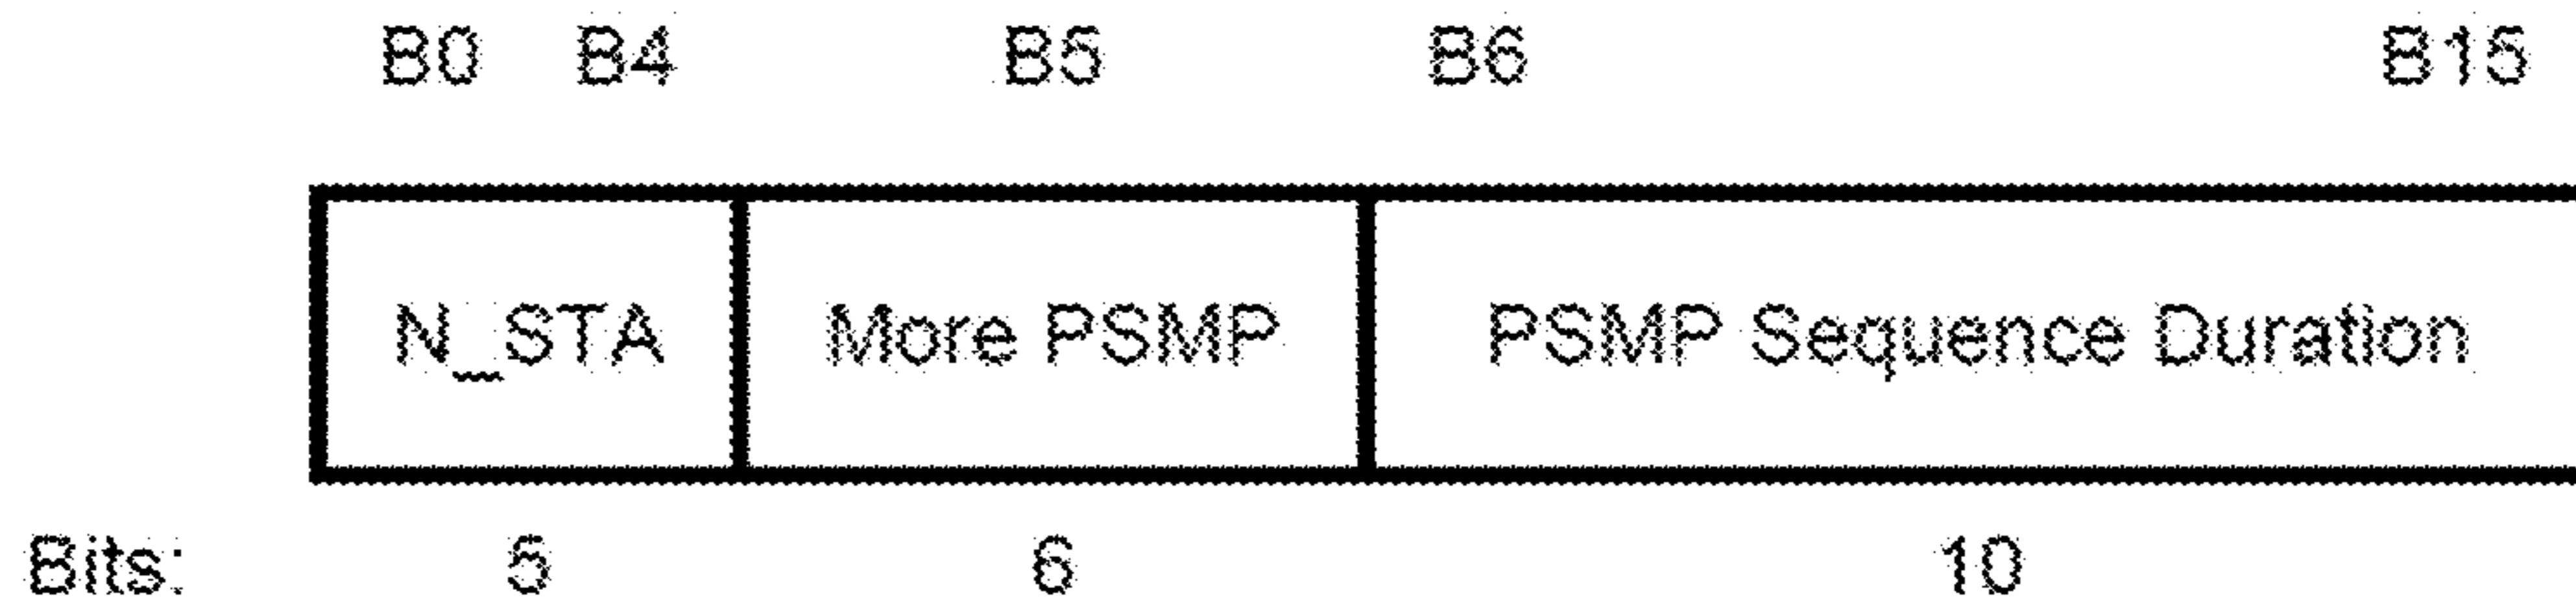 B0 B4 B5 B6 B15
N_STA More PSMP PSMP Sequence Duration
Bits: 5 6 10